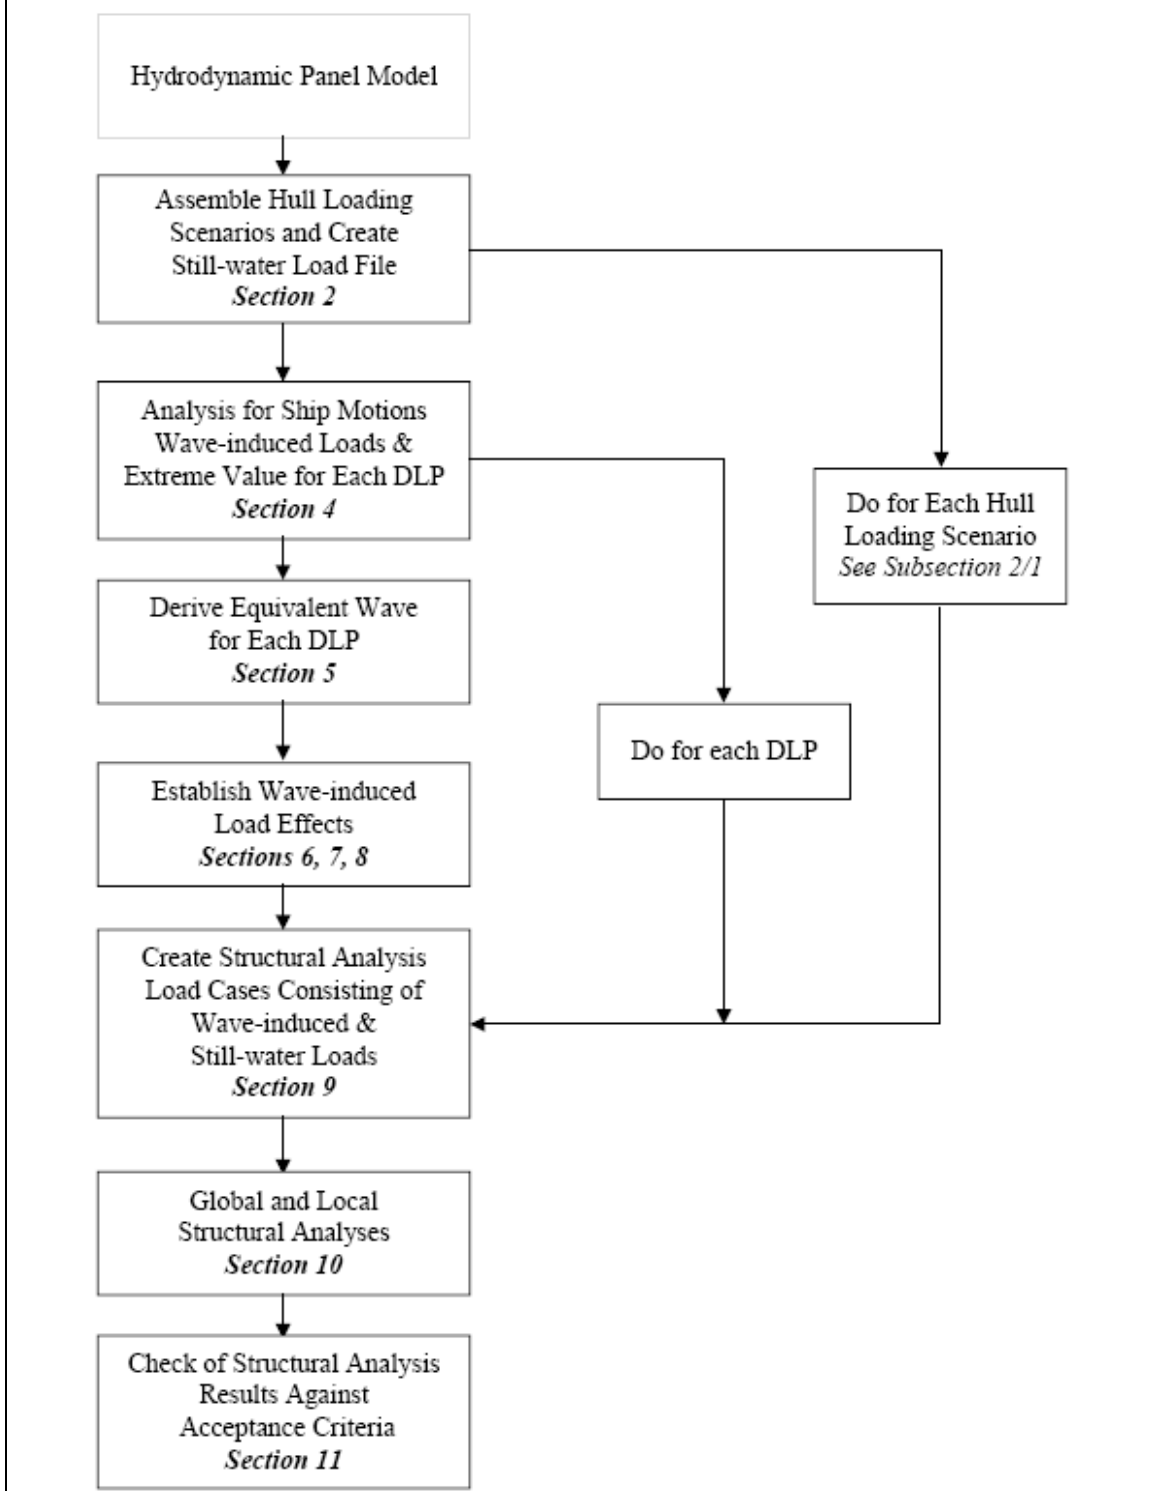 Hydrodynamic Panel Model
Assemble Hull Loading
Scenarios and Create
Still-water Load File
Section 2
Analysis for Ship Motions
Wave-induced Loads &
Extreme Value for Each DLP
Section 4
Do for Each Hull
Loading Scenario
See Subsection 2/1
Derive Equivalent Wave
for Each DLP
Section 5
Do for each DLP
Establish Wave-induced
Load Effects
Sections 6, 7, 8
Create Structural Analysis
Load Cases Consisting of
Wave-induced &
Still-water Loads
Section 9
Global and Local
Structural Analyses
Section 10
Check of Structural Analysis
Results Against
Acceptance Criteria
Section 11